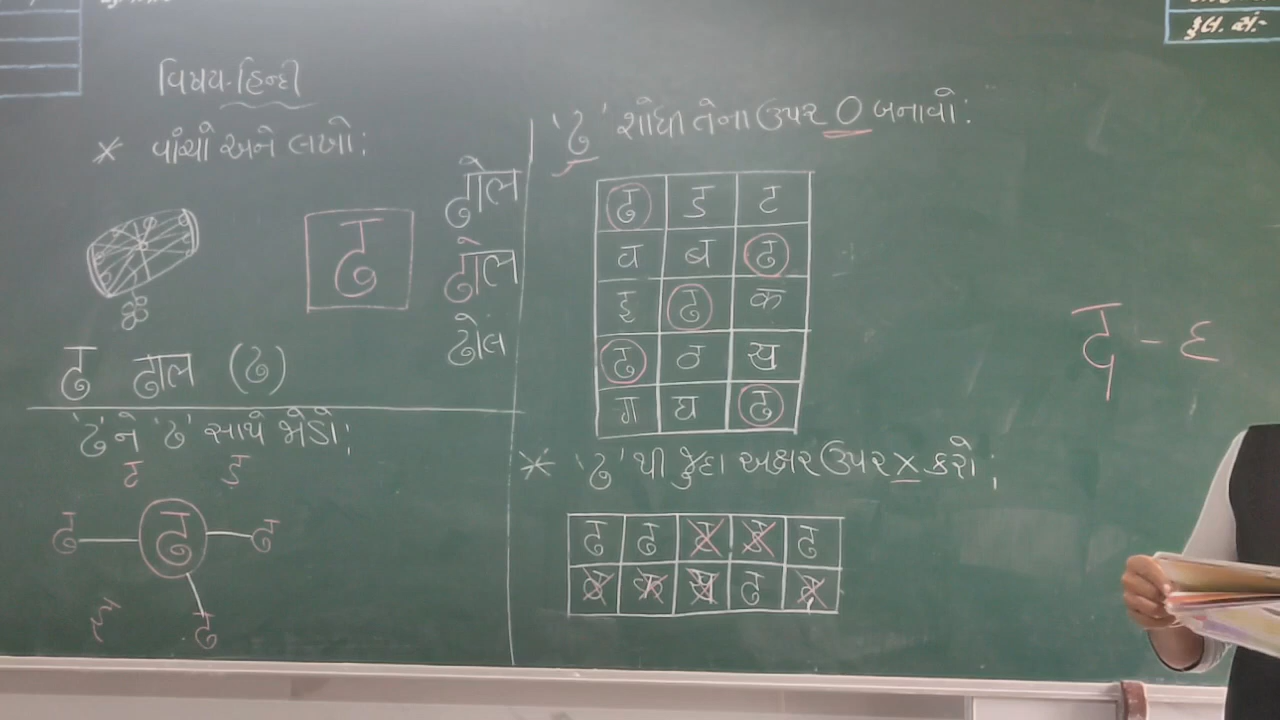 કુલ. સં:-
વિષય-હિન્દી
* વાંચો અને લખો:
ढ
ढोल
ढोल
ઢોલ
ढ ढाल (ઢ)
'ઢ' ને 'ઢ' સાથે જોડો:
ट ड
ढ ढ ढ
ढ
'ઢ' શોધી તેના ઉપર O બનાવો:
ढ ड ट
व ब ढ
इ ढ क
ढ ठ ख
ग घ ढ
* 'ઢ' થી જુદા અક્ષર ઉપર x કરો:
ढ ढ ढ
ढ
द - દ